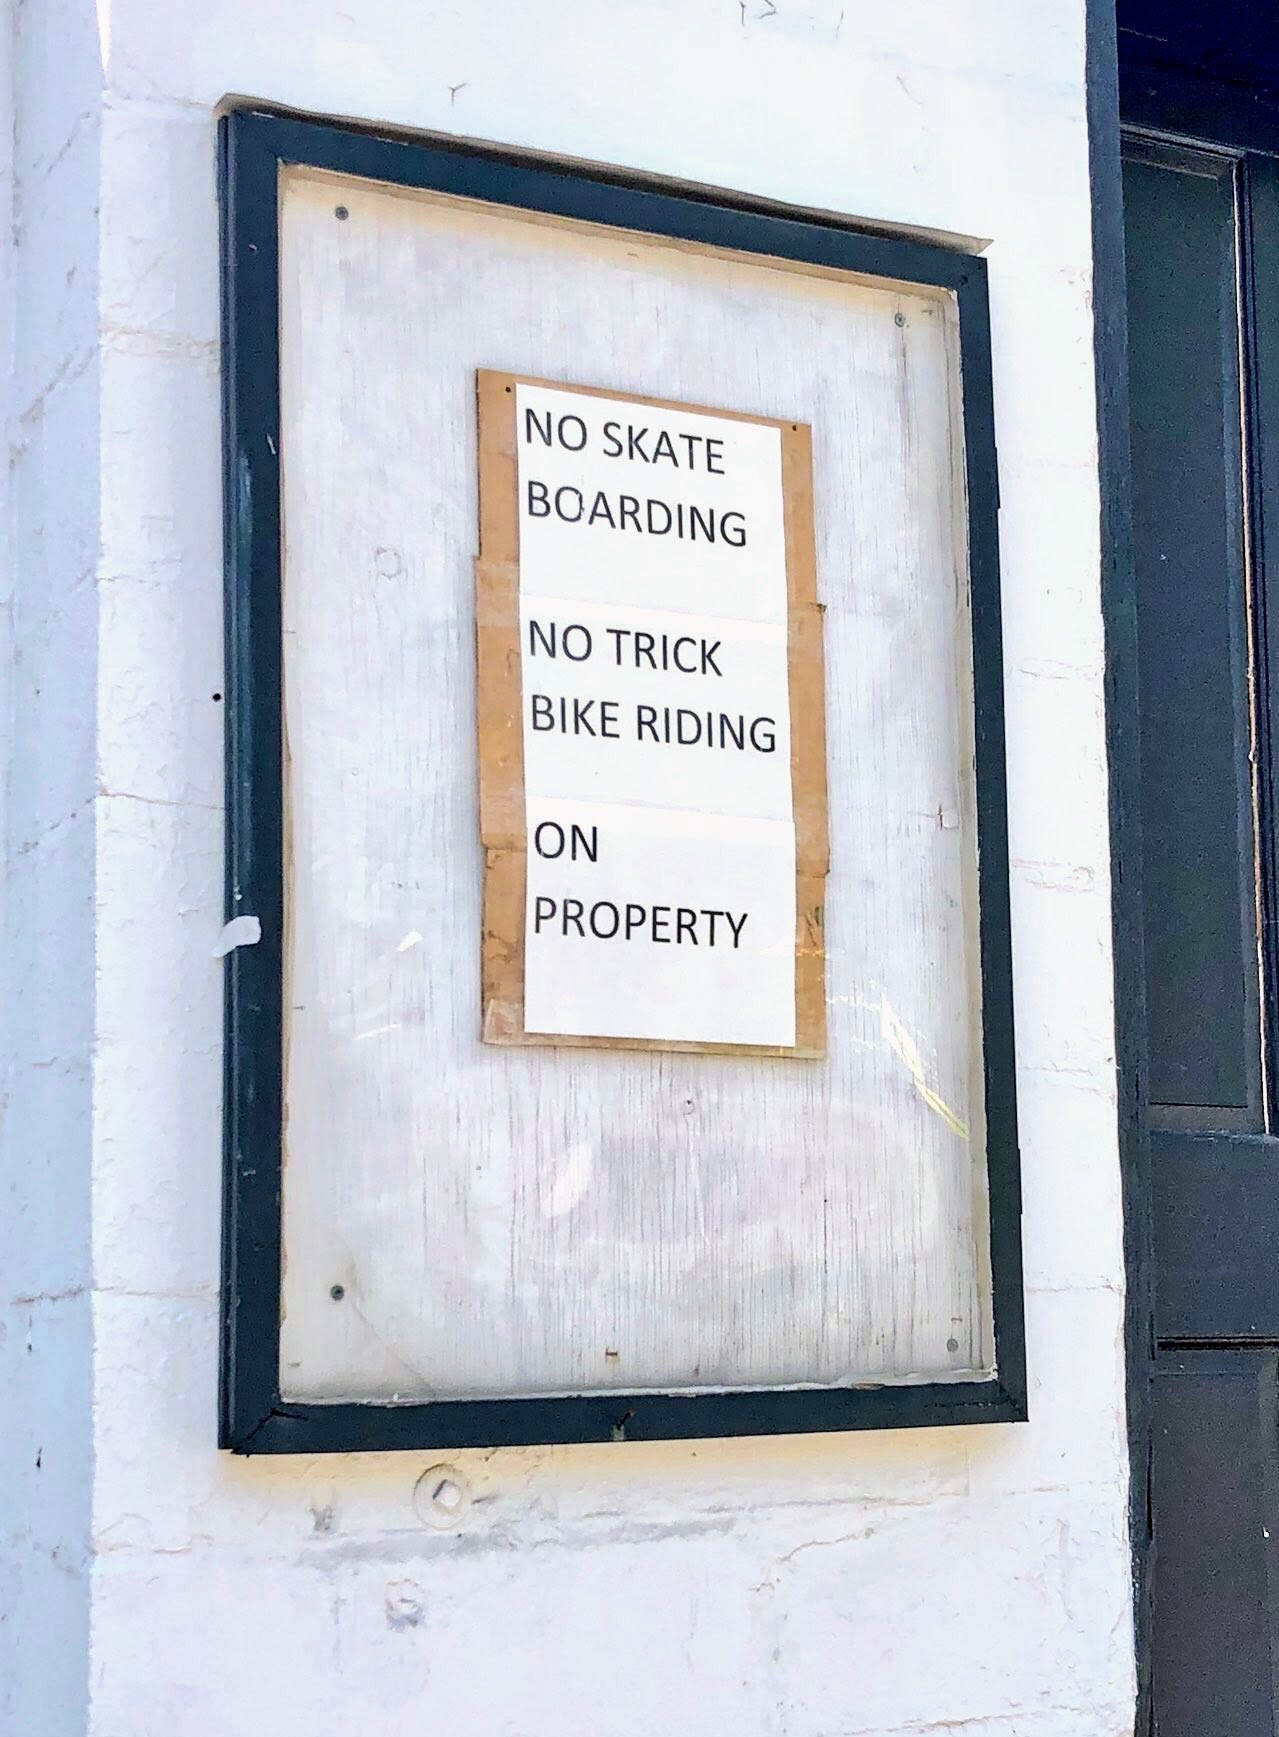 NO SKATE
BOARDING
NO TRICK
BIKE RIDING
ON
PROPERTY